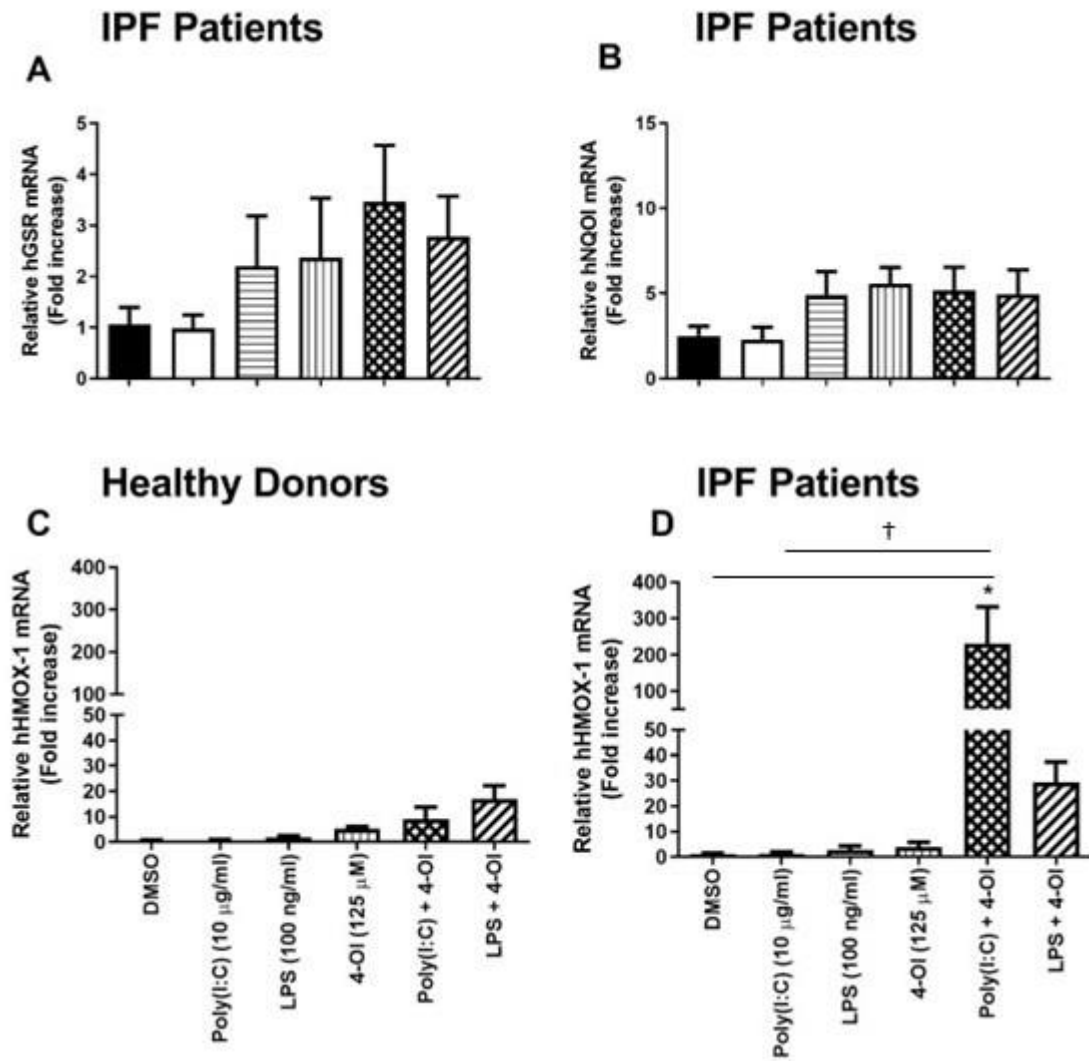 IPF Patients
IPF Patients
A
B
Relative hGSR mRNA
(Fold increase)
5
4
3
2
1
0
Relative hNQOI mRNA
(Fold increase)
15
10
5
0
Healthy Donors
IPF Patients
C
D
Relative hHMOX-1 mRNA
(Fold increase)
400
300
200
100
50
40
30
20
10
0
DMSO
Poly(I:C) (10 µg/ml)
LPS (100 ng/ml)
4-OI (125 µM)
Poly(I:C) + 4-OI
LPS + 4-OI
†
*
Relative hHMOX-1 mRNA
(Fold increase)
400
300
200
100
50
40
30
20
10
0
DMSO
Poly(I:C) (10 µg/ml)
LPS (100 ng/ml)
4-OI (125 µM)
Poly(I:C) + 4-OI
LPS + 4-OI